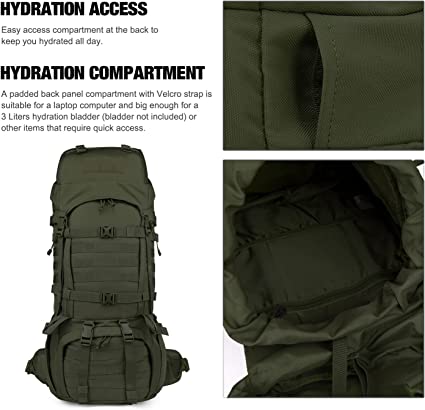 HYDRATION ACCESS
Easy access compartment at the back to
keep you hydrated all day.
HYDRATION COMPARTMENT
A padded back panel compartment with Velcro strap is
suitable for a laptop computer and big enough for a
3 Liters hydration bladder (bladder not included) or
other items that require quick access.